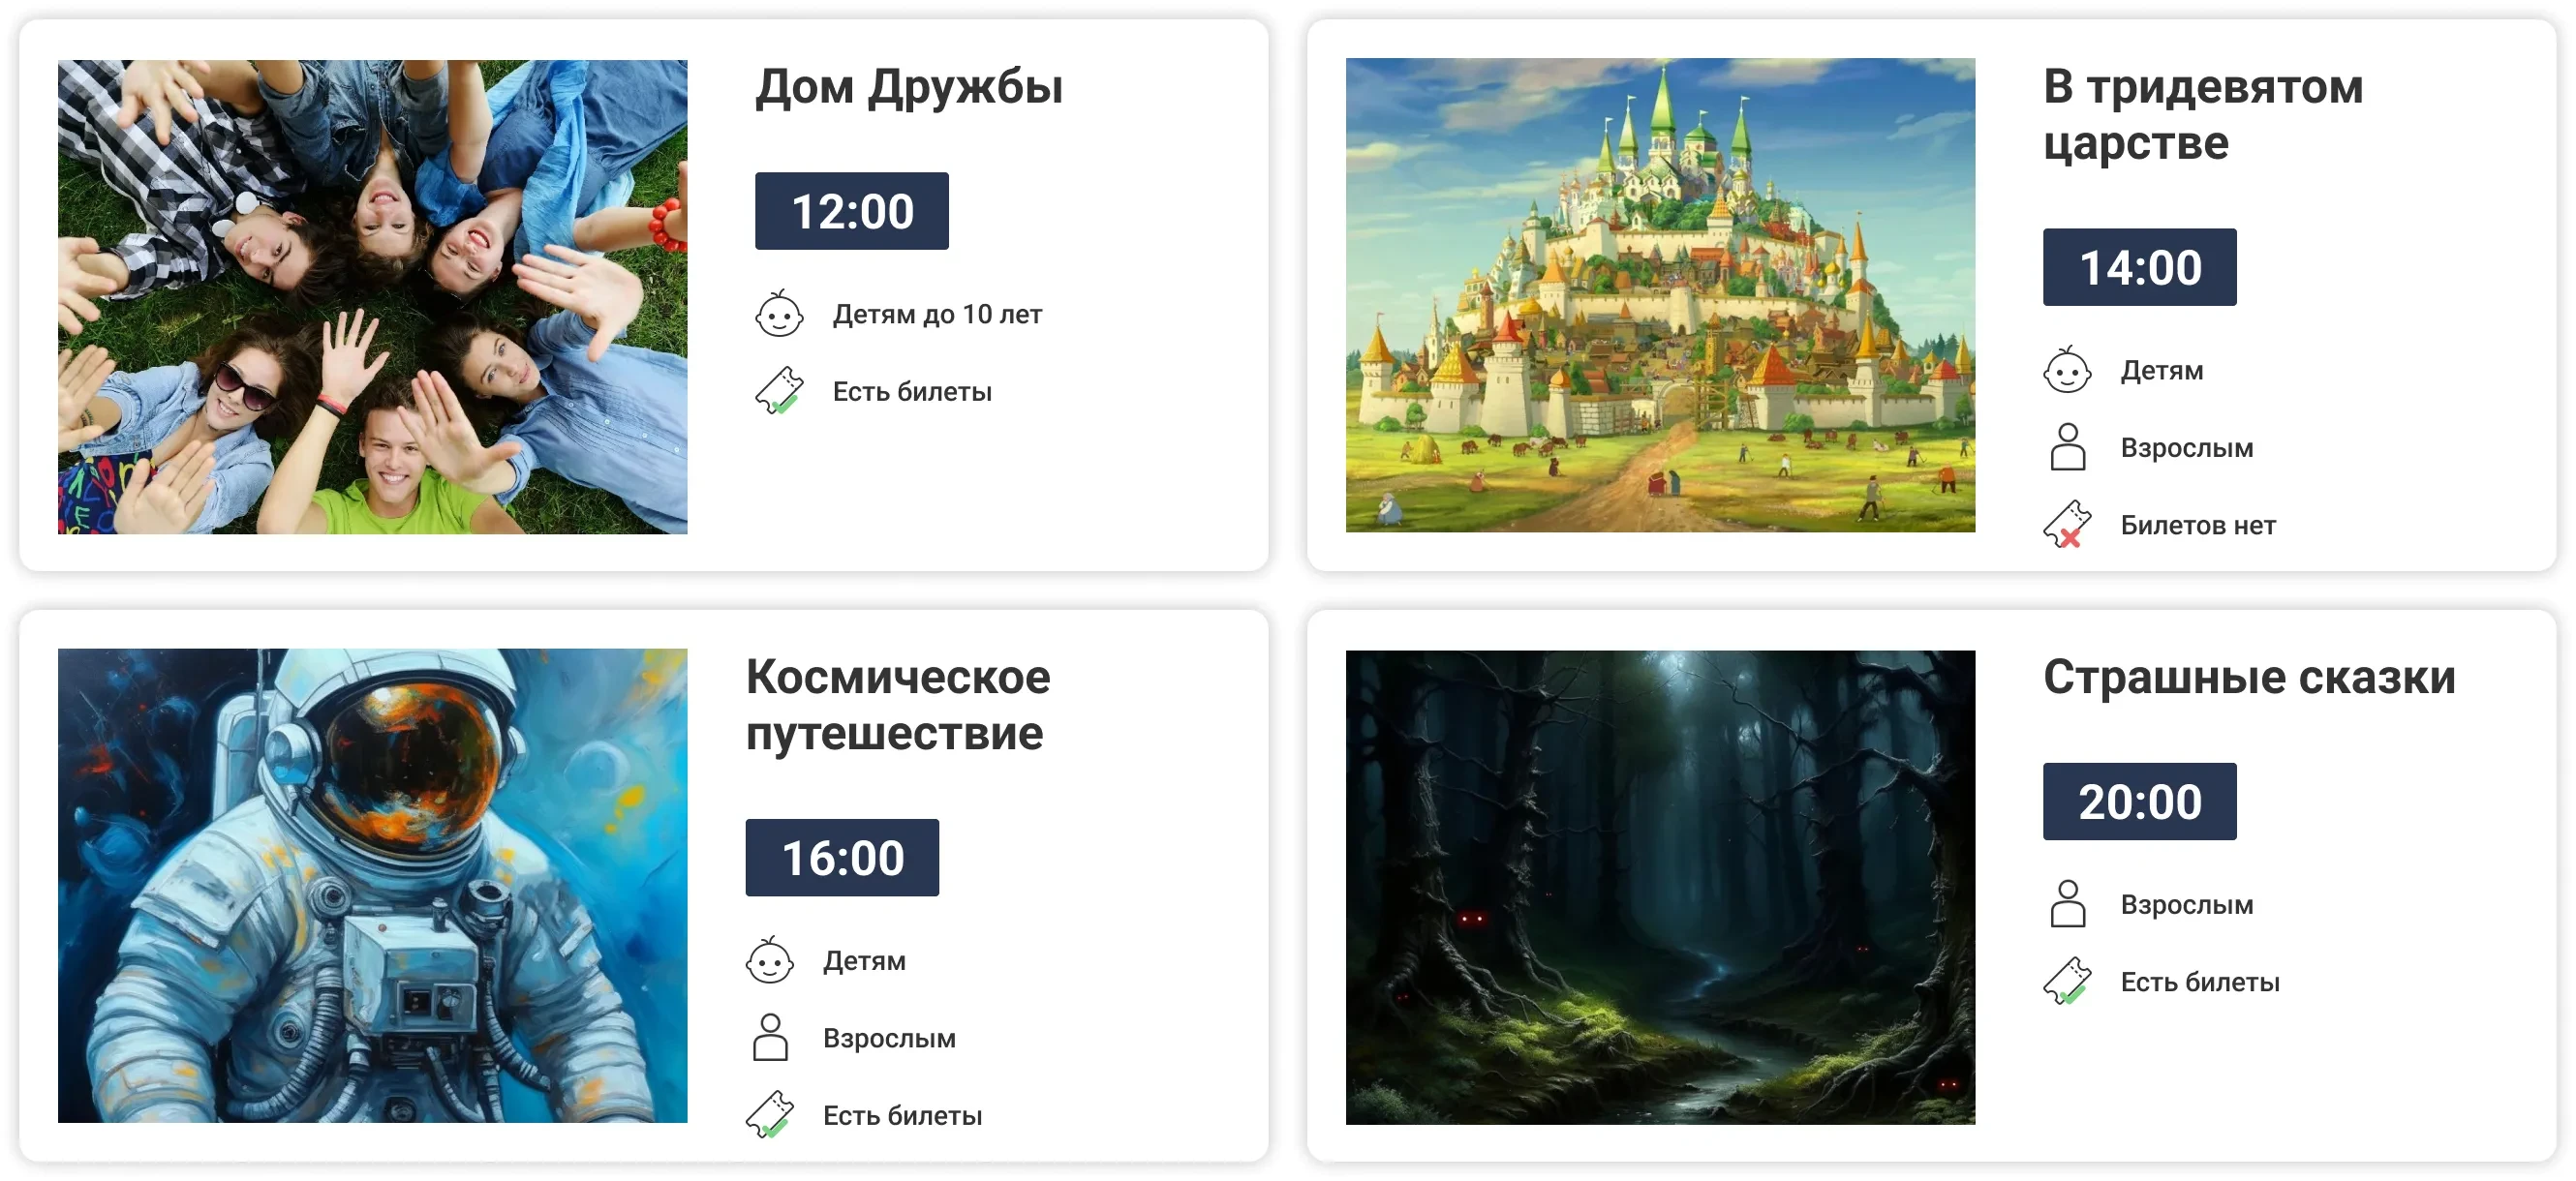 Дом Дружбы
12:00
Детям до 10 лет
Есть билеты
В тридевятом
царстве
14:00
Детям
Взрослым
Билетов нет
Космическое
путешествие
16:00
Детям
Взрослым
Есть билеты
Страшные сказки
20:00
Взрослым
Есть билеты